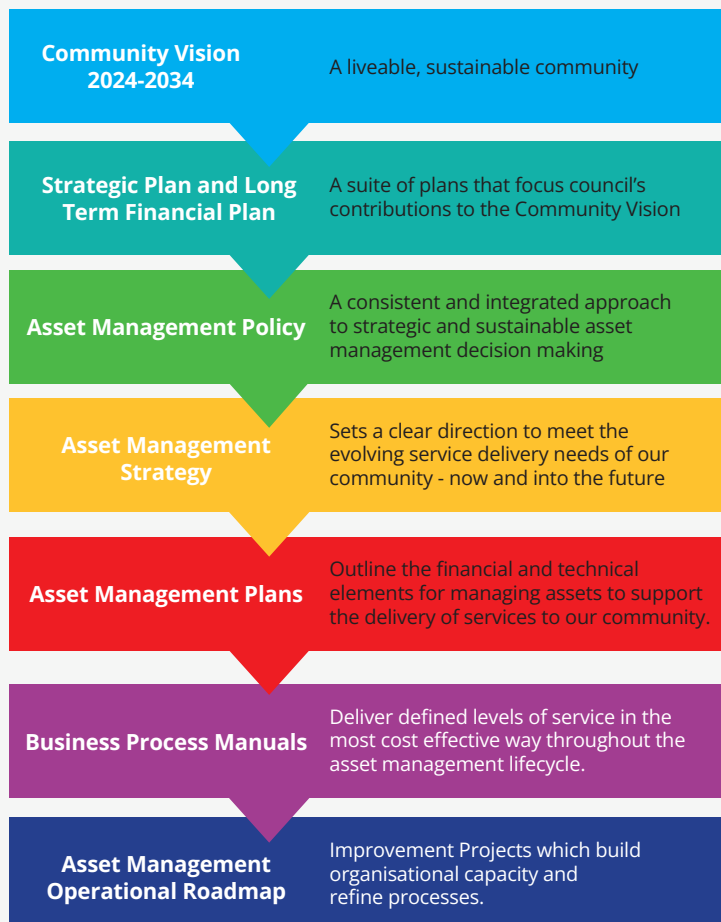 Community Vision
2024-2034
A liveable, sustainable community
Strategic Plan and Long
Term Financial Plan
A suite of plans that focus council's
contributions to the Community Vision
Asset Management Policy
A consistent and integrated approach
to strategic and sustainable asset
management decision making
Asset Management
Strategy
Sets a clear direction to meet the
evolving service delivery needs of our
community - now and into the future
Asset Management Plans
Outline the financial and technical
elements for managing assets to support
the delivery of services to our community.
Business Process Manuals
Deliver defined levels of service in the
most cost effective way throughout the
asset management lifecycle.
Asset Management
Operational Roadmap
Improvement Projects which build
organisational capacity and
refine processes.